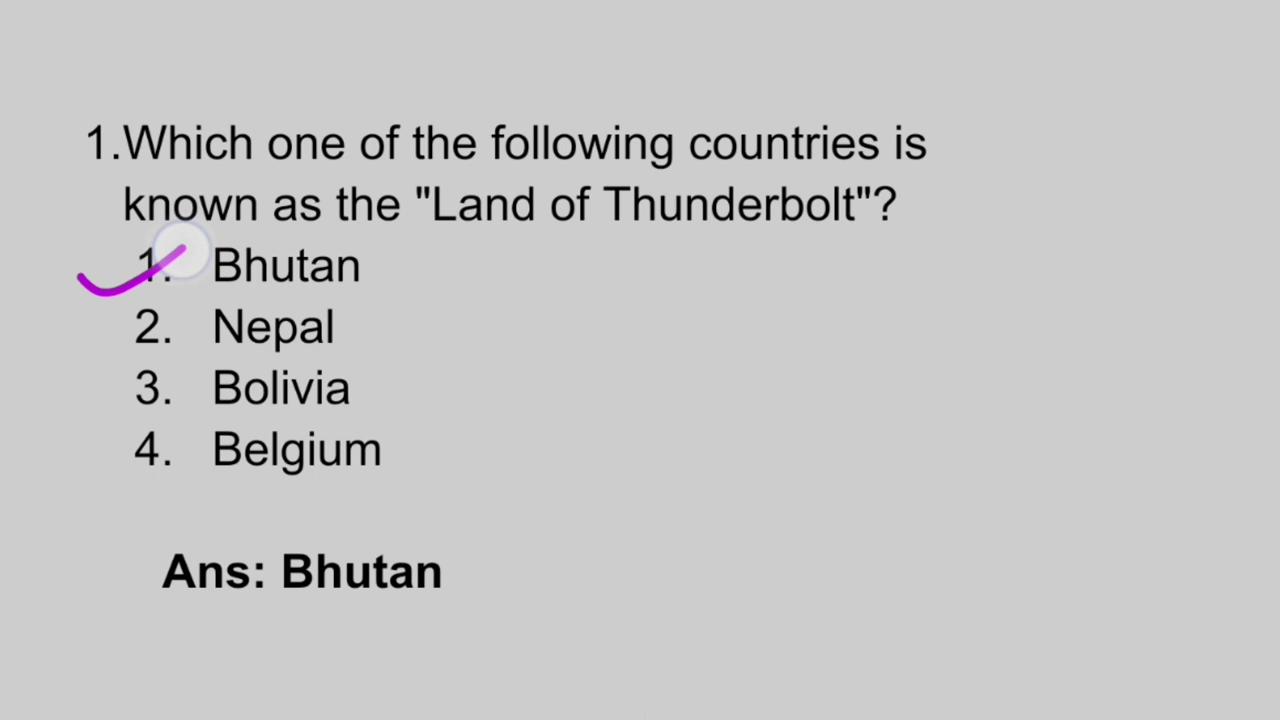 1.Which one of the following countries is
known as the "Land of Thunderbolt"?
1. Bhutan
2. Nepal
3. Bolivia
4. Belgium
Ans: Bhutan